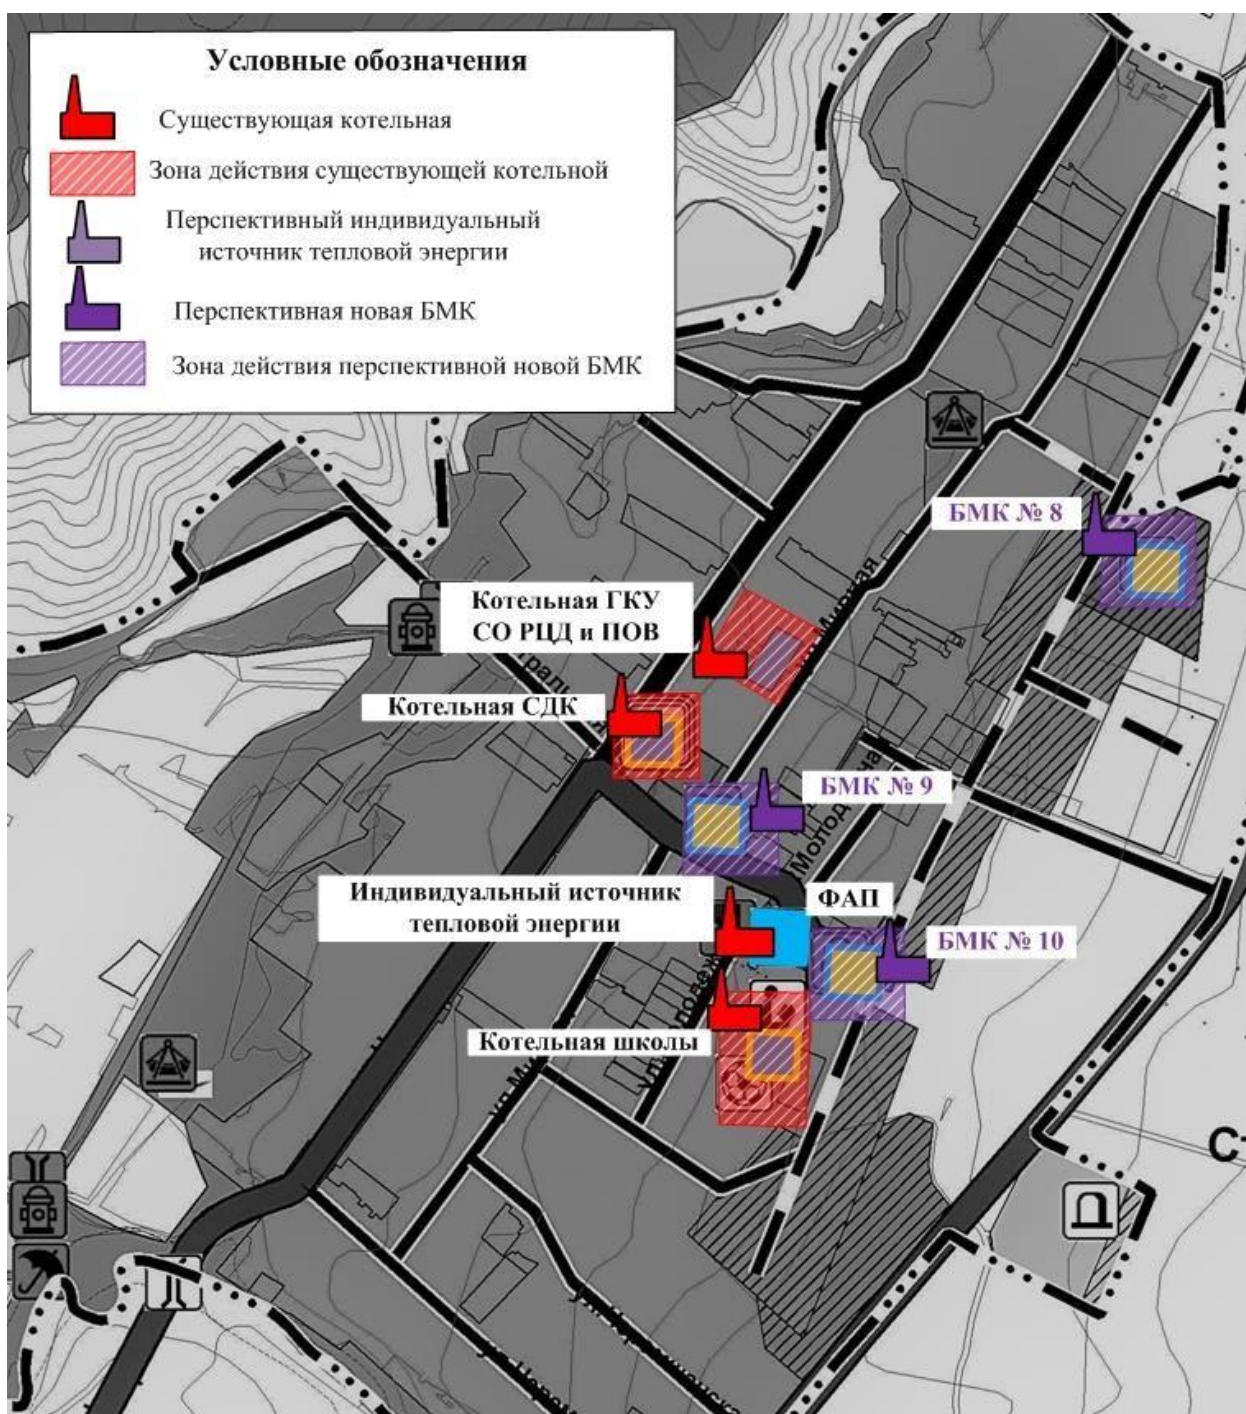 Условные обозначения
Существующая котельная
Зона действия существующей котельной
Перспективный индивидуальный
источник тепловой энергии
Перспективная новая БМК
Зона действия перспективной новой БМК
БМК № 8
Котельная ГКУ
СО РЦД и ПОВ
Котельная СДК
БМК № 9
Индивидуальный источник
тепловой энергии
ФАП
БМК № 10
Котельная школы